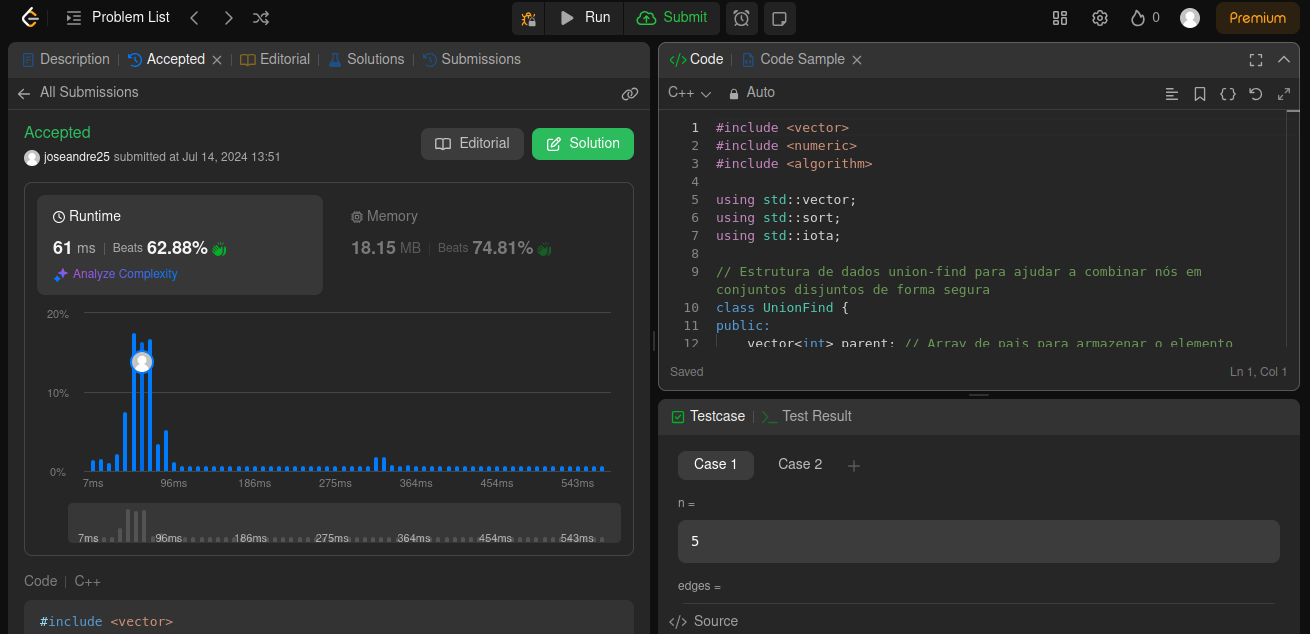 Problem List
Run
Submit
0
Premium
Description
Accepted
Editorial
Solutions
Submissions
All Submissions
Accepted
joseandre25 submitted at Jul 14, 2024 13:51
Editorial
Solution
Runtime
61 ms | Beats 62.88%
Analyze Complexity
Memory
18.15 MB | Beats 74.81%
20%
10%
0%
7ms 96ms 186ms 275ms 364ms 454ms 543ms
7ms 96ms 186ms 275ms 364ms 454ms 543ms
Code | C++
#include <vector>
</> Code
Code Sample
C++
Auto
1 #include <vector>
2 #include <numeric>
3 #include <algorithm>
4
5 using std::vector;
6 using std::sort;
7 using std::iota;
8
9 // Estrutura de dados union-find para ajudar a combinar nós em
conjuntos disjuntos de forma segura
10 class UnionFind {
11 public:
12 vector<int> parent; // Array de pais para armazenar o elemento
Saved
Ln 1, Col 1
Testcase
>_ Test Result
Case 1
Case 2
+
n =
5
edges =
</> Source